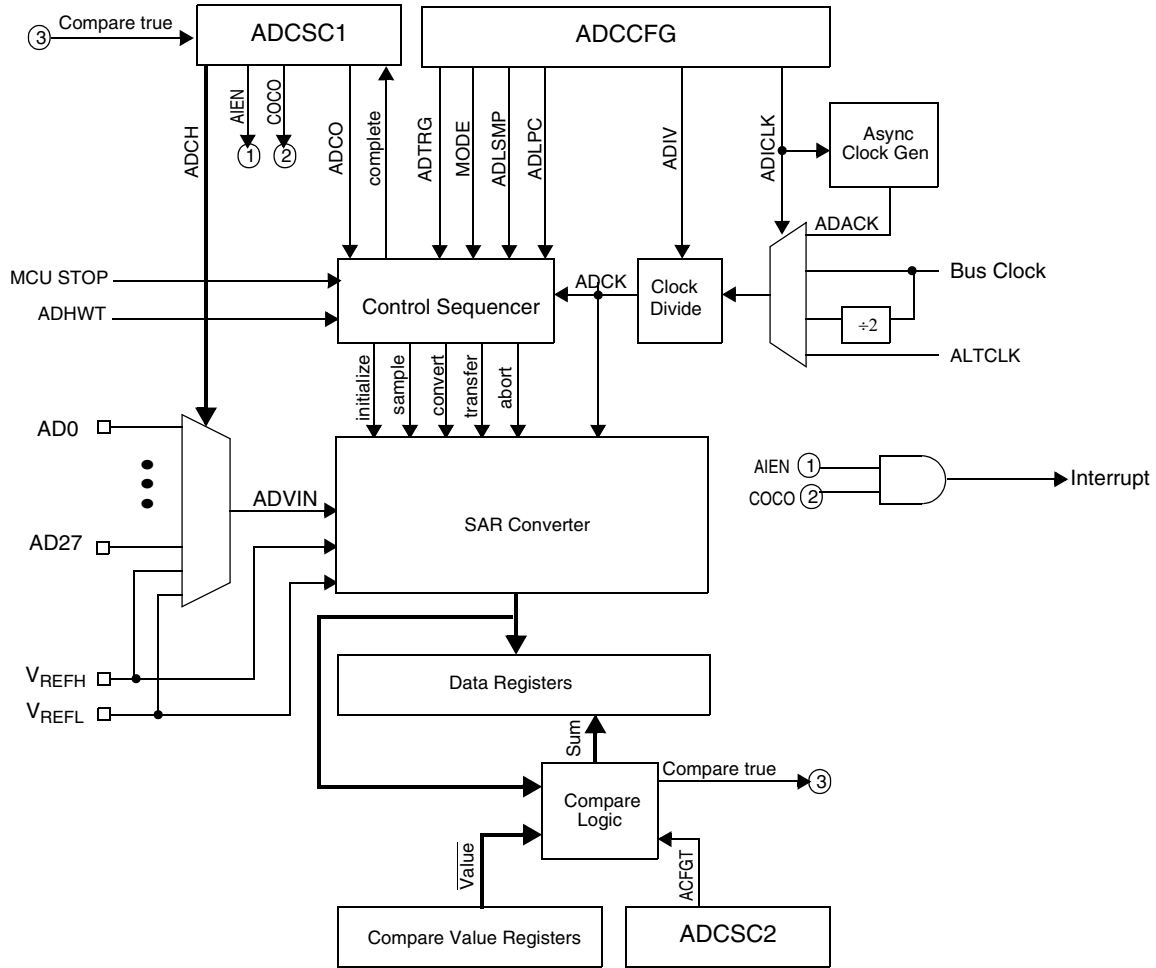 3 Compare true
ADCSC1
ADCCFG
ADCH
AIEN
COCO
ADCO
complete
ADTRG
MODE
ADLSMP
ADLPC
ADIV
ADICLK
Async
Clock Gen
1
2
ADACK
MCU STOP
ADHWT
Control Sequencer
ADCK
Clock
Divide
Bus Clock
÷2
ALTCLK
initialize
sample
convert
transfer
abort
AD0
AD27
ADVIN
SAR Converter
AIEN 1
COCO 2
Interrupt
VREFH
VREFL
Data Registers
Sum
Compare true 3
Compare
Logic
Value
ACFGT
Compare Value Registers
ADCSC2